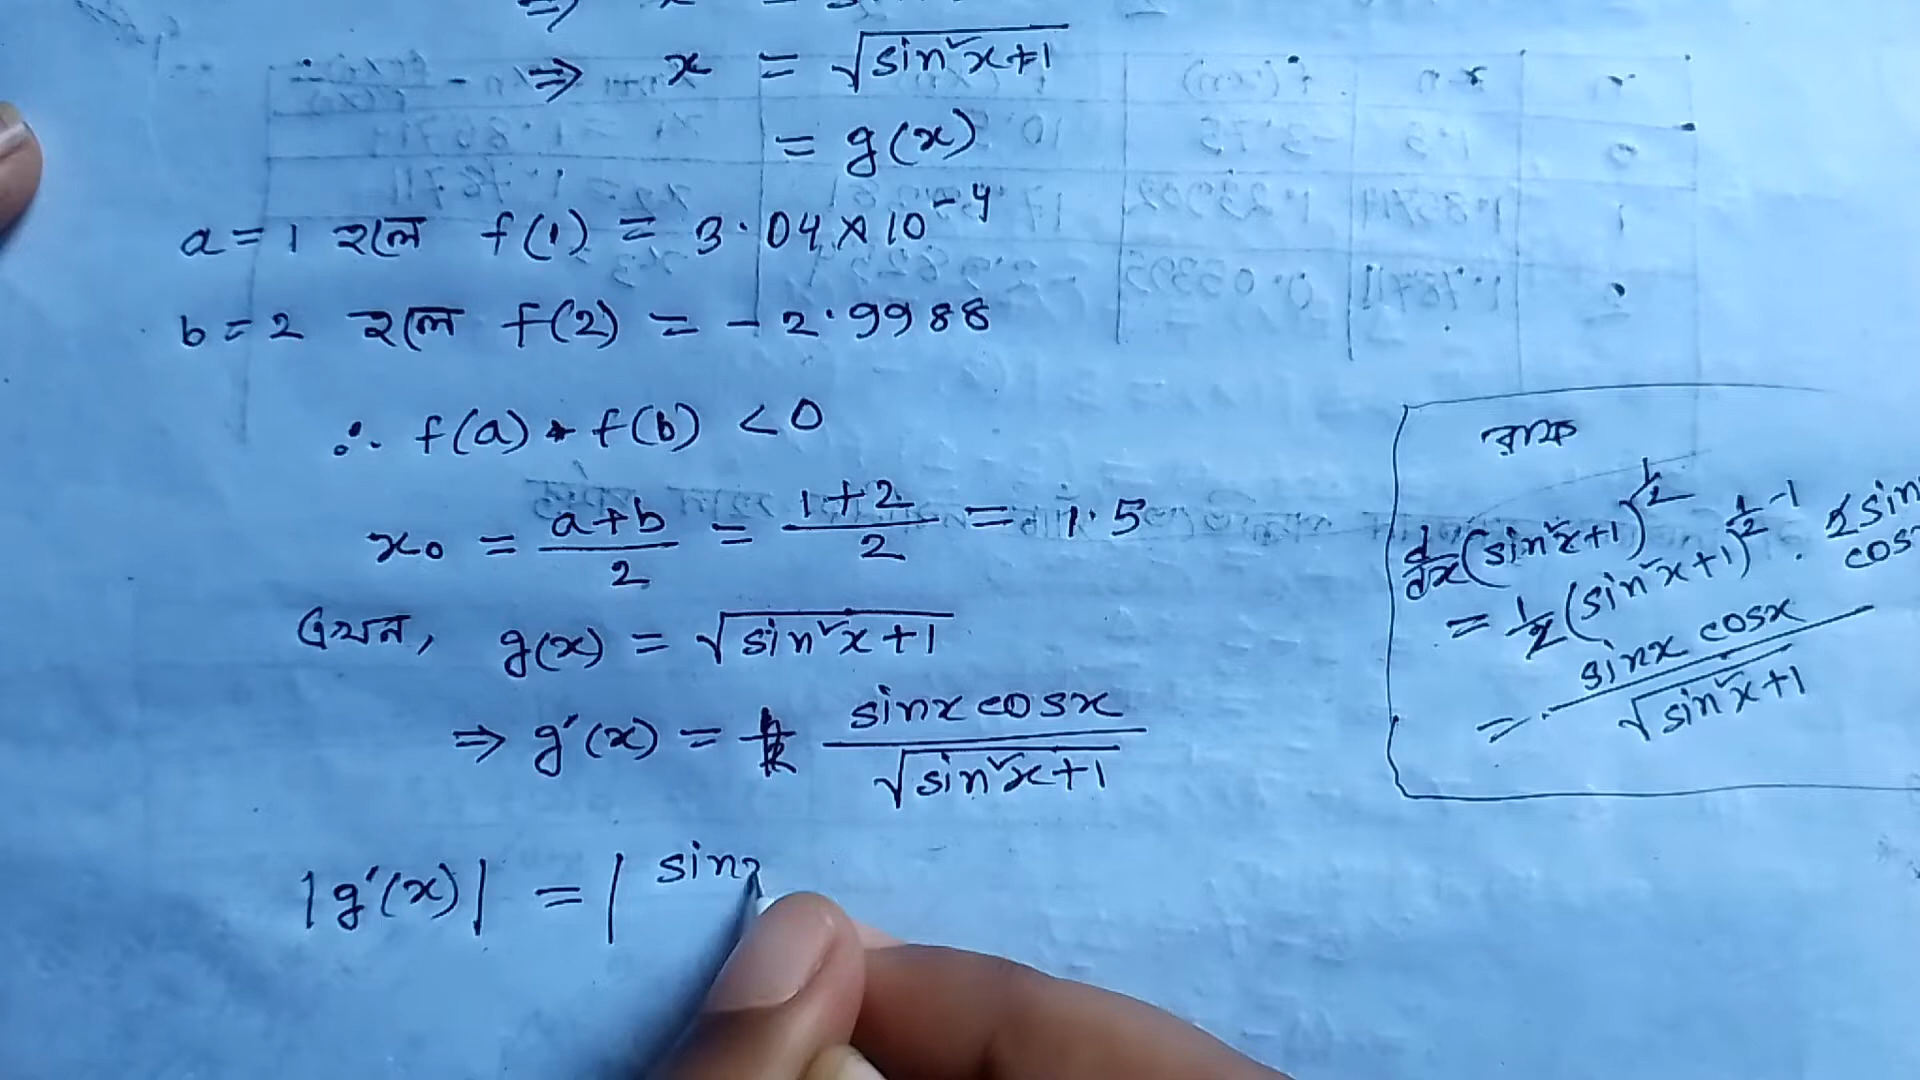 ⇒ x = √(sin²x+1)
= g(x)
a = 1 হলে f(1) = 3.04 × 10⁻⁴
b = 2 হলে f(2) = -2.9988
∴ f(a) * f(b) < 0
x₀ = (a+b)/2 = (1+2)/2 = 1.5
এখন, g(x) = √(sin²x+1)
⇒ g′(x) = sinx cosx / √(sin²x+1)
|g′(x)| = | sin
রাফ
d/dx (sin²x+1)^½
= ½ (sin²x+1)^(½-1) . 2sin
cos
= sinx cosx / √(sin²x+1)